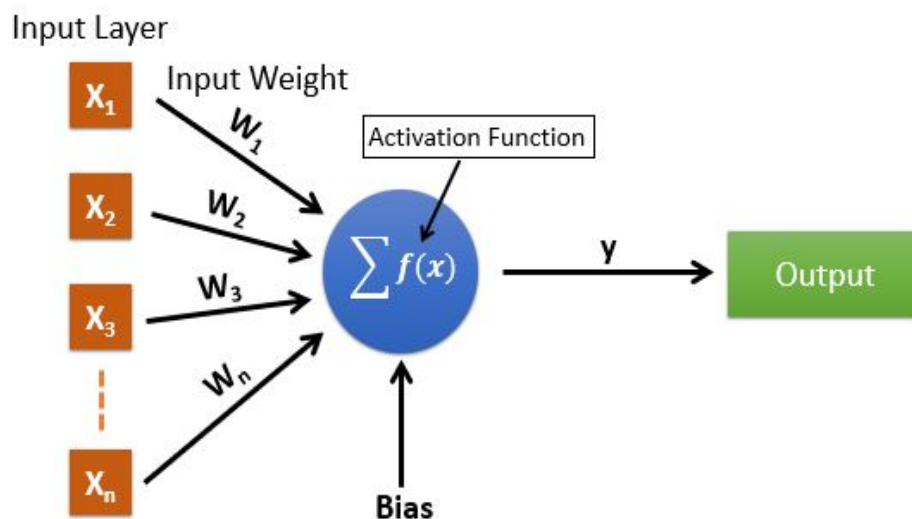 Input Layer
X₁
Input Weight
W₁
Activation Function
X₂
W₂
∑ f(x)
y
Output
X₃
W₃
Wₙ
Xₙ
Bias